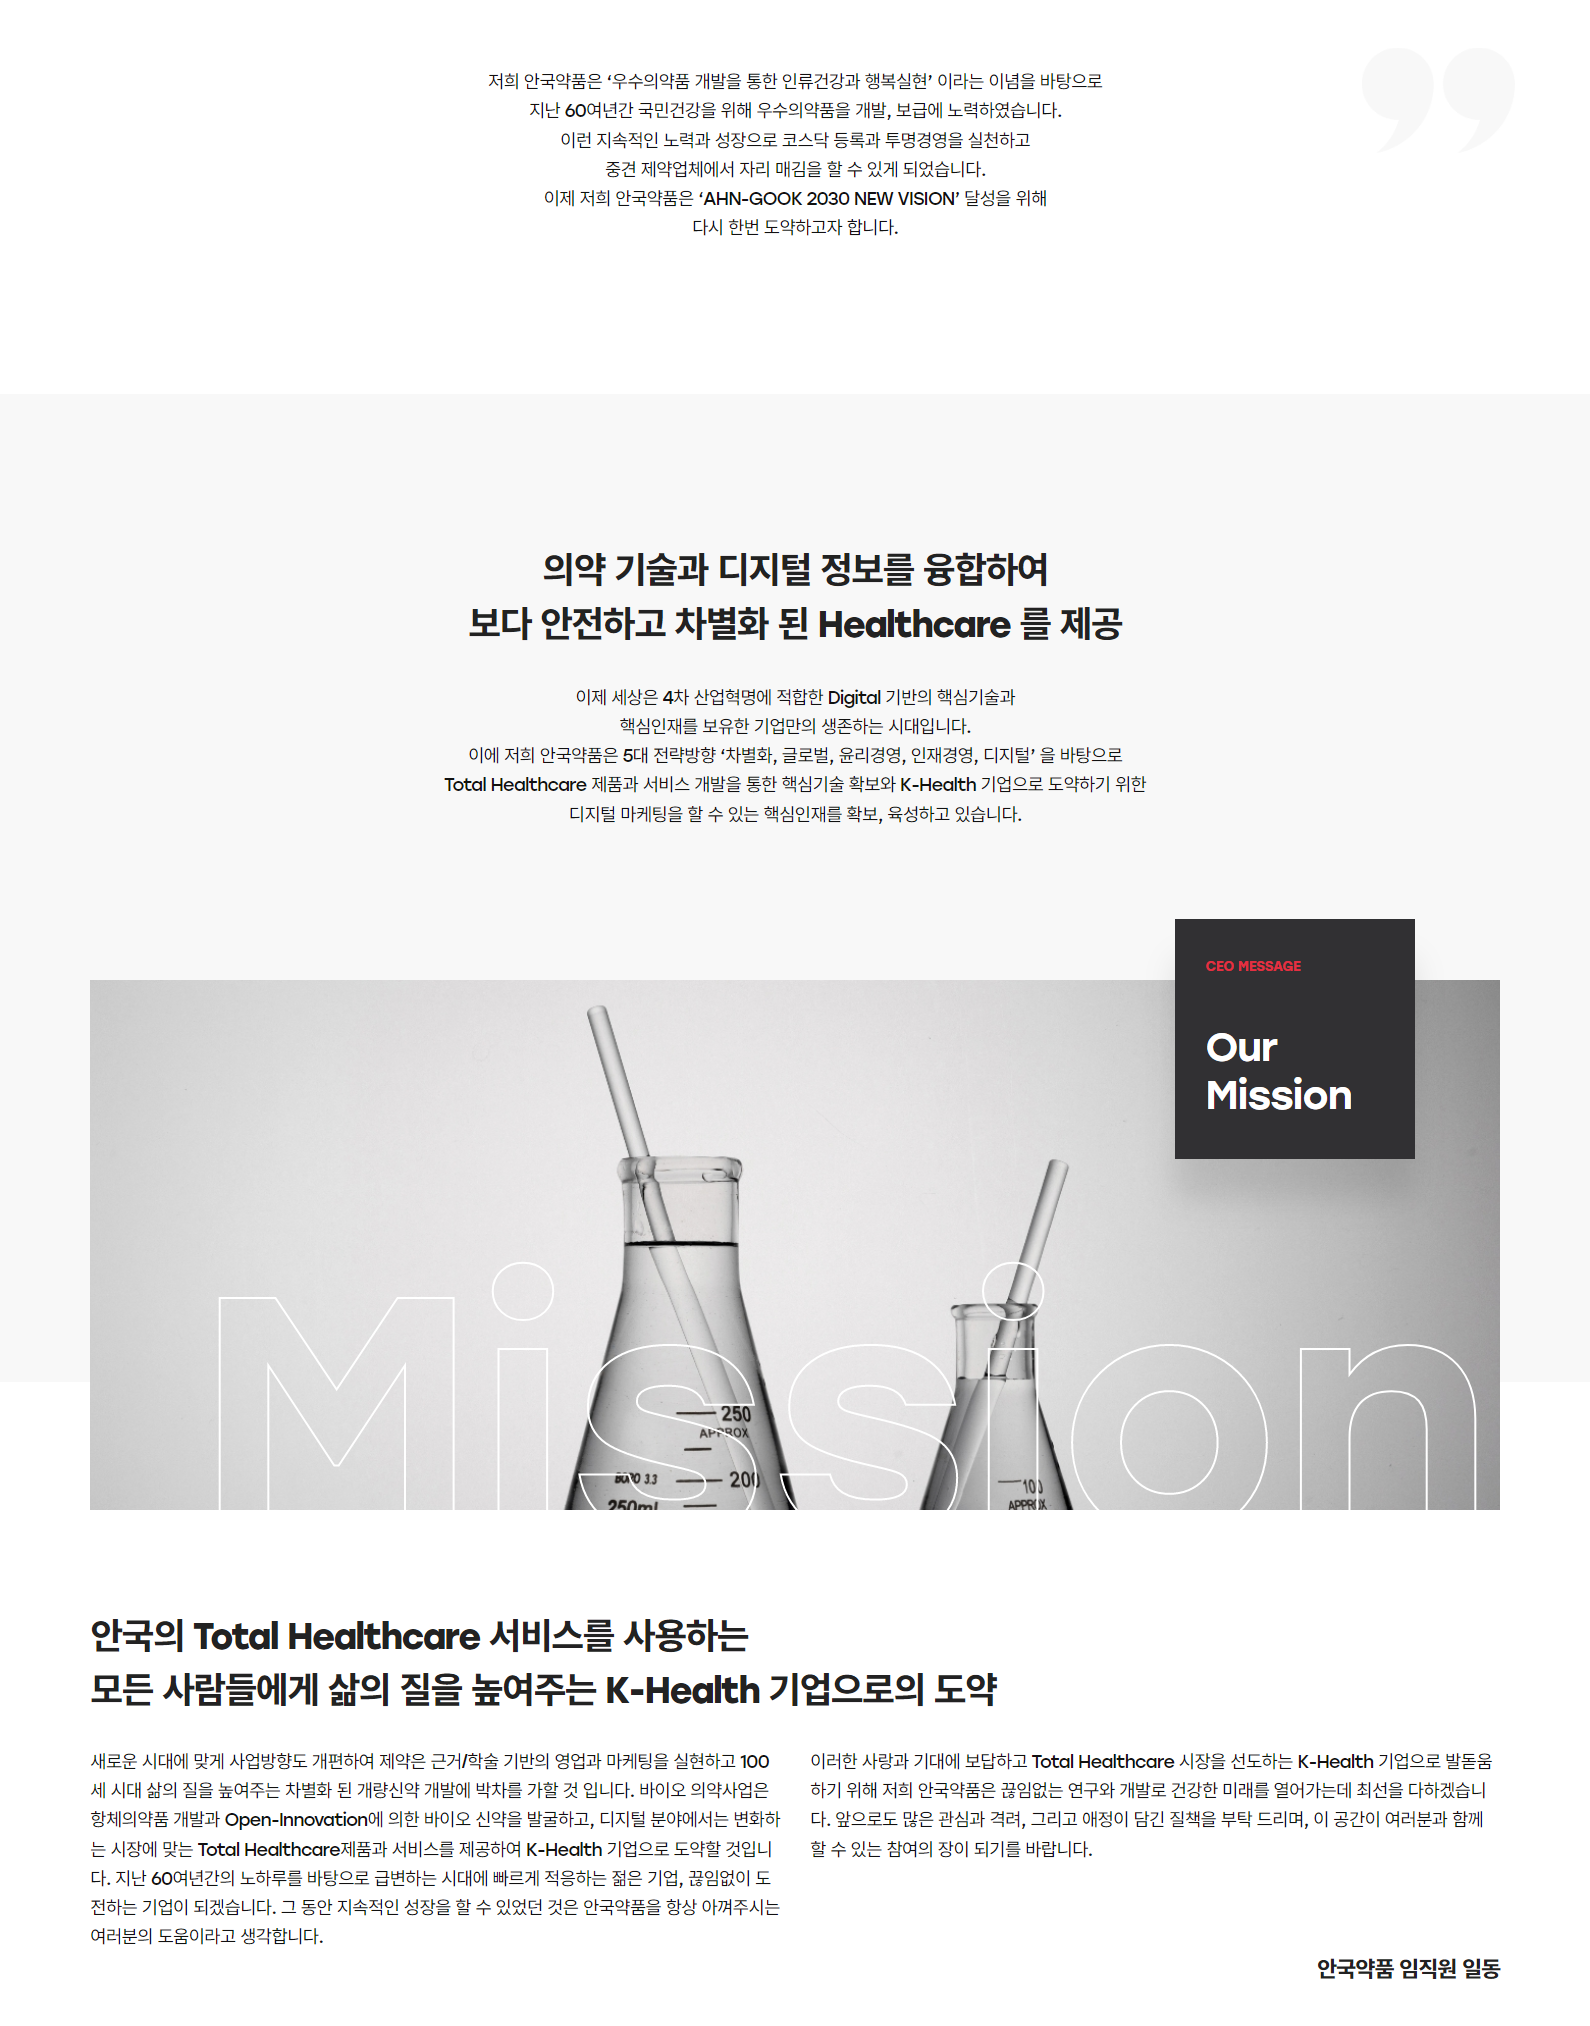 저희 안국약품은 ‘우수의약품 개발을 통한 인류건강과 행복실현’ 이라는 이념을 바탕으로
지난 60여년간 국민건강을 위해 우수의약품을 개발, 보급에 노력하였습니다.
이런 지속적인 노력과 성장으로 코스닥 등록과 투명경영을 실천하고
중견 제약업체에서 자리 매김을 할 수 있게 되었습니다.
이제 저희 안국약품은 ‘AHN-GOOK 2030 NEW VISION’ 달성을 위해
다시 한번 도약하고자 합니다.
의약 기술과 디지털 정보를 융합하여
보다 안전하고 차별화 된 Healthcare 를 제공
이제 세상은 4차 산업혁명에 적합한 Digital 기반의 핵심기술과
핵심인재를 보유한 기업만의 생존하는 시대입니다.
이에 저희 안국약품은 5대 전략방향 ‘차별화, 글로벌, 윤리경영, 인재경영, 디지털’ 을 바탕으로
Total Healthcare 제품과 서비스 개발을 통한 핵심기술 확보와 K-Health 기업으로 도약하기 위한
디지털 마케팅을 할 수 있는 핵심인재를 확보, 육성하고 있습니다.
CEO MESSAGE
Our
Mission
Mission
250
APPROX
BORO 3.3
200
250ml
100
APPROX
안국의 Total Healthcare 서비스를 사용하는
모든 사람들에게 삶의 질을 높여주는 K-Health 기업으로의 도약
새로운 시대에 맞게 사업방향도 개편하여 제약은 근거/학술 기반의 영업과 마케팅을 실현하고 100
세 시대 삶의 질을 높여주는 차별화 된 개량신약 개발에 박차를 가할 것 입니다. 바이오 의약사업은
항체의약품 개발과 Open-Innovation에 의한 바이오 신약을 발굴하고, 디지털 분야에서는 변화하
는 시장에 맞는 Total Healthcare제품과 서비스를 제공하여 K-Health 기업으로 도약할 것입니
다. 지난 60여년간의 노하루를 바탕으로 급변하는 시대에 빠르게 적응하는 젊은 기업, 끊임없이 도
전하는 기업이 되겠습니다. 그 동안 지속적인 성장을 할 수 있었던 것은 안국약품을 항상 아껴주시는
여러분의 도움이라고 생각합니다.
이러한 사랑과 기대에 보답하고 Total Healthcare 시장을 선도하는 K-Health 기업으로 발돋움
하기 위해 저희 안국약품은 끊임없는 연구와 개발로 건강한 미래를 열어가는데 최선을 다하겠습니
다. 앞으로도 많은 관심과 격려, 그리고 애정이 담긴 질책을 부탁 드리며, 이 공간이 여러분과 함께
할 수 있는 참여의 장이 되기를 바랍니다.
안국약품 임직원 일동